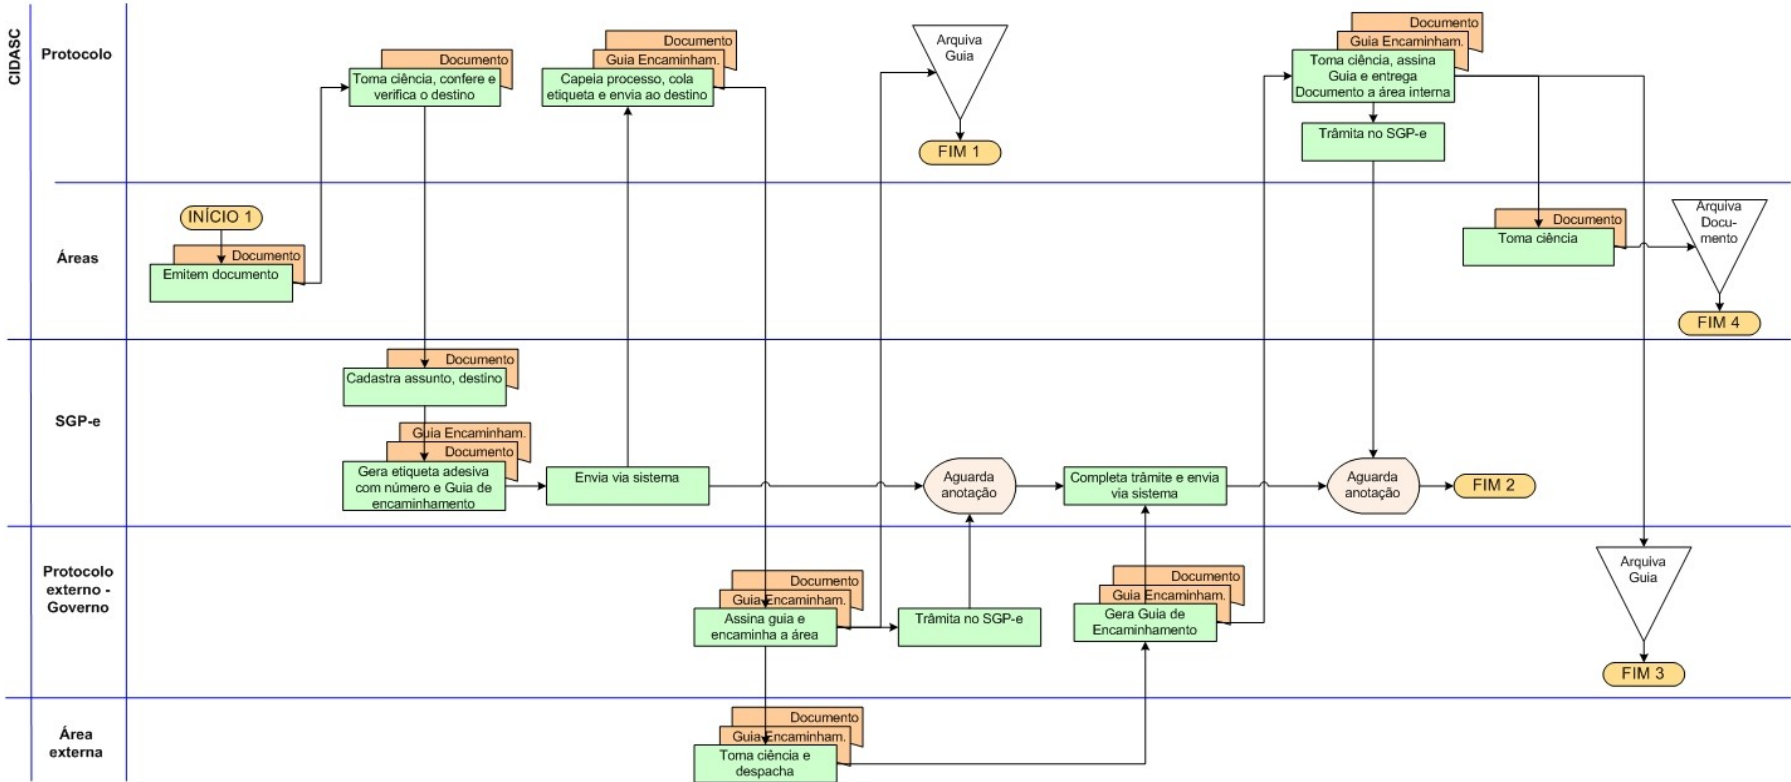 CIDASC
Protocolo
Documento
Toma ciência, confere e
verifica o destino
Documento
Guia Encaminham.
Capeia processo, cola
etiqueta e envia ao destino
Arquiva
Guia
FIM 1
Documento
Guia Encaminham.
Toma ciência, assina
Guia e entrega
Documento a área interna
Trâmita no SGP-e
Áreas
INÍCIO 1
Documento
Emitem documento
Documento
Toma ciência
Arquiva
Docu-
mento
FIM 4
SGP-e
Documento
Cadastra assunto, destino
Guia Encaminham.
Documento
Gera etiqueta adesiva
com número e Guia de
encaminhamento
Envia via sistema
Aguarda
anotação
Completa trâmite e envia
via sistema
Aguarda
anotação
FIM 2
Protocolo
externo -
Governo
Documento
Guia Encaminham.
Assina guia e
encaminha a área
Trâmita no SGP-e
Documento
Guia Encaminham.
Gera Guia de
Encaminhamento
Arquiva
Guia
FIM 3
Área
externa
Documento
Guia Encaminham.
Toma ciência e
despacha